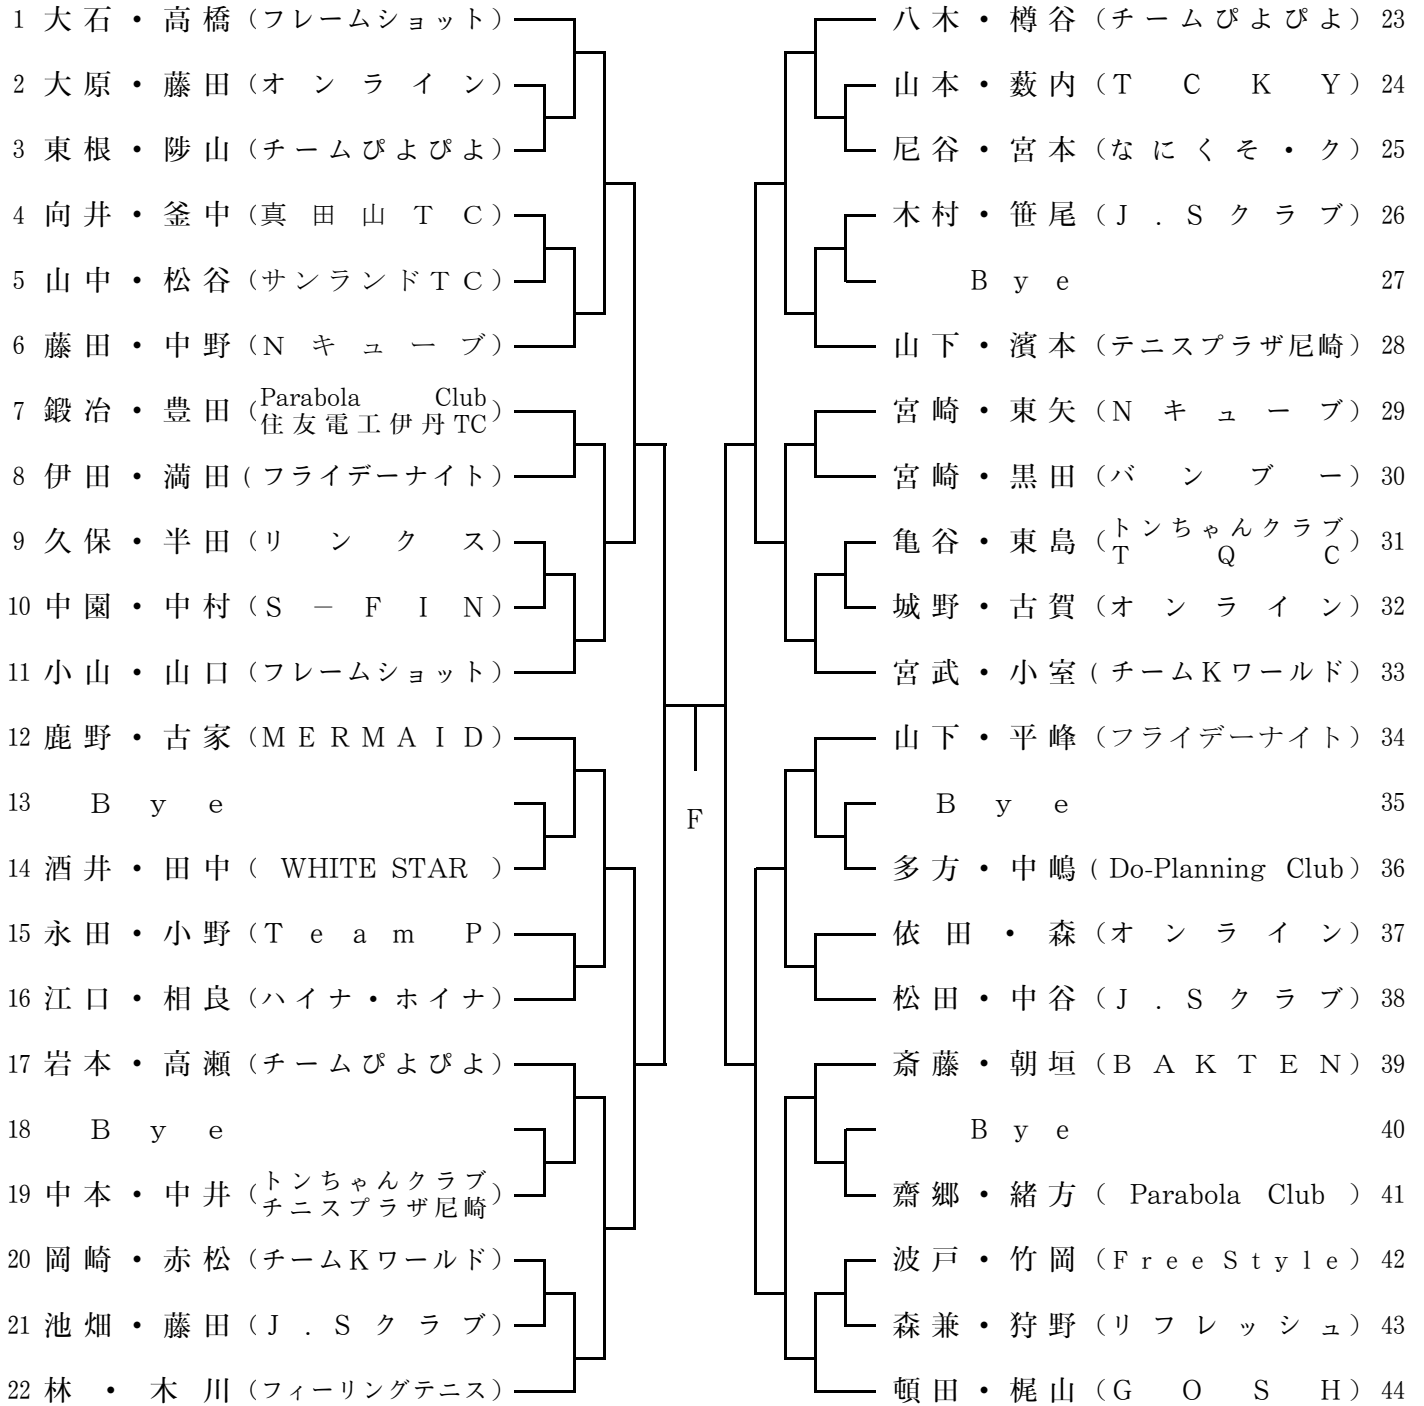 1 大石・高橋(フレームショット)
2 大原・藤田(オンライン)
3 東根・陟山(チームぴよぴよ)
4 向井・釜中(真田山TC)
5 山中・松谷(サンランドTC)
6 藤田・中野(Nキューブ)
7 鍛冶・豊田(Parabola Club
住友電工伊丹TC)
8 伊田・満田(フライデーナイト)
9 久保・半田(リンクス)
10 中園・中村(S−FIN)
11 小山・山口(フレームショット)
12 鹿野・古家(MERMAID)
13 Bye
14 酒井・田中( WHITE STAR )
15 永田・小野(Team P)
16 江口・相良(ハイナ・ホイナ)
17 岩本・高瀬(チームぴよぴよ)
18 Bye
19 中本・中井(トンちゃんクラブ
チニスプラザ尼崎)
20 岡崎・赤松(チームKワールド)
21 池畑・藤田(J.Sクラブ)
22 林・木川(フィーリングテニス)
F
八木・樽谷(チームぴよぴよ) 23
山本・薮内(TCKY) 24
尼谷・宮本(なにくそ・ク) 25
木村・笹尾(J.Sクラブ) 26
Bye 27
山下・濱本(テニスプラザ尼崎) 28
宮崎・東矢(Nキューブ) 29
宮崎・黒田(バンブー) 30
亀谷・東島(トンちゃんクラブ
TQC) 31
城野・古賀(オンライン) 32
宮武・小室(チームKワールド) 33
山下・平峰(フライデーナイト) 34
Bye 35
多方・中嶋(Do-Planning Club) 36
依田・森(オンライン) 37
松田・中谷(J.Sクラブ) 38
斎藤・朝垣(BAKTEN) 39
Bye 40
齋郷・緒方( Parabola Club ) 41
波戸・竹岡(FreeStyle) 42
森兼・狩野(リフレッシュ) 43
頓田・梶山(GOSH) 44